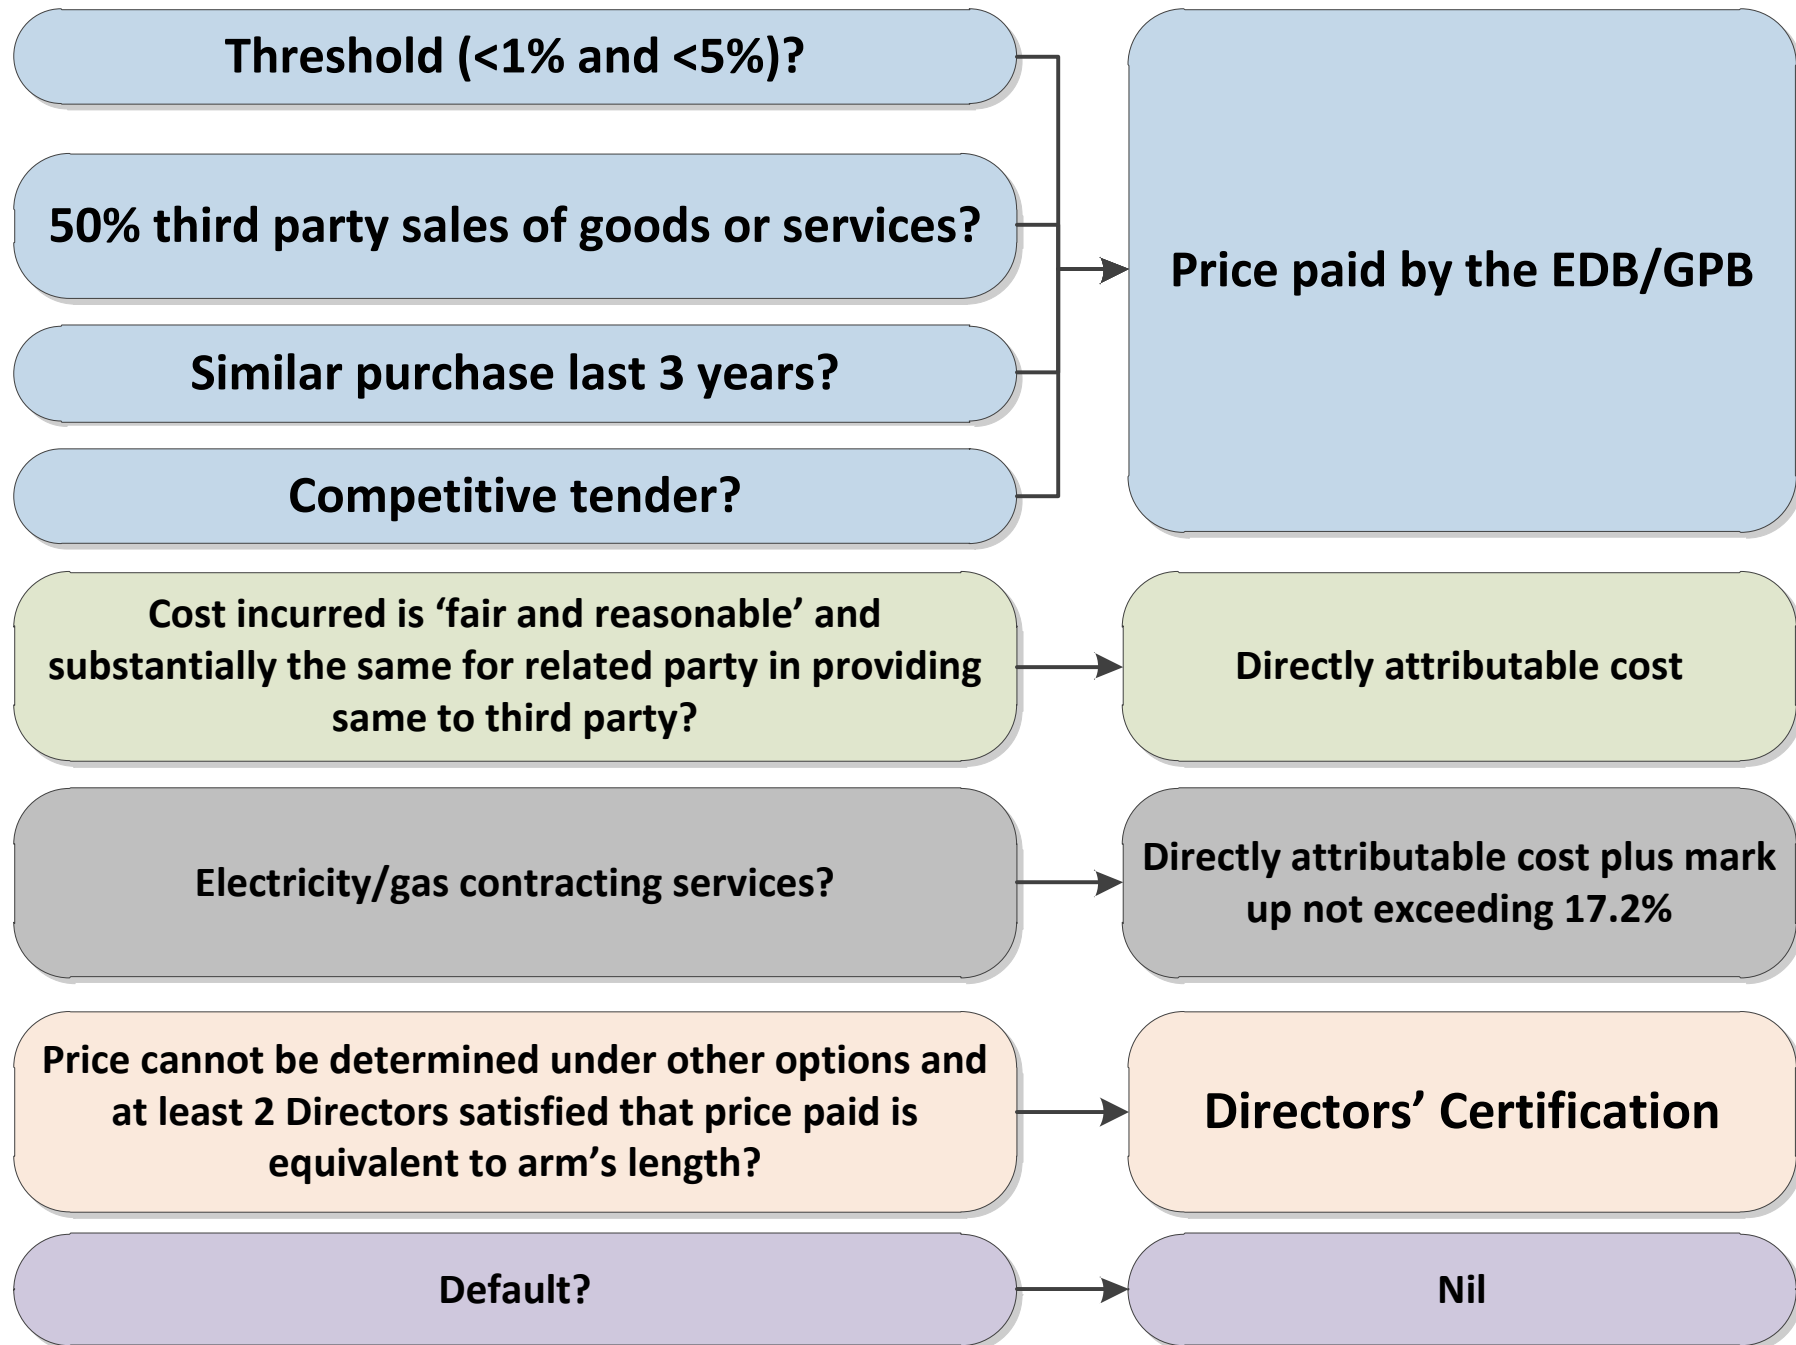 Threshold (<1% and <5%)?
50% third party sales of goods or services?
Similar purchase last 3 years?
Competitive tender?
Price paid by the EDB/GPB
Cost incurred is ‘fair and reasonable’ and
substantially the same for related party in providing
same to third party?
Directly attributable cost
Electricity/gas contracting services?
Directly attributable cost plus mark
up not exceeding 17.2%
Price cannot be determined under other options and
at least 2 Directors satisfied that price paid is
equivalent to arm’s length?
Directors’ Certification
Default?
Nil